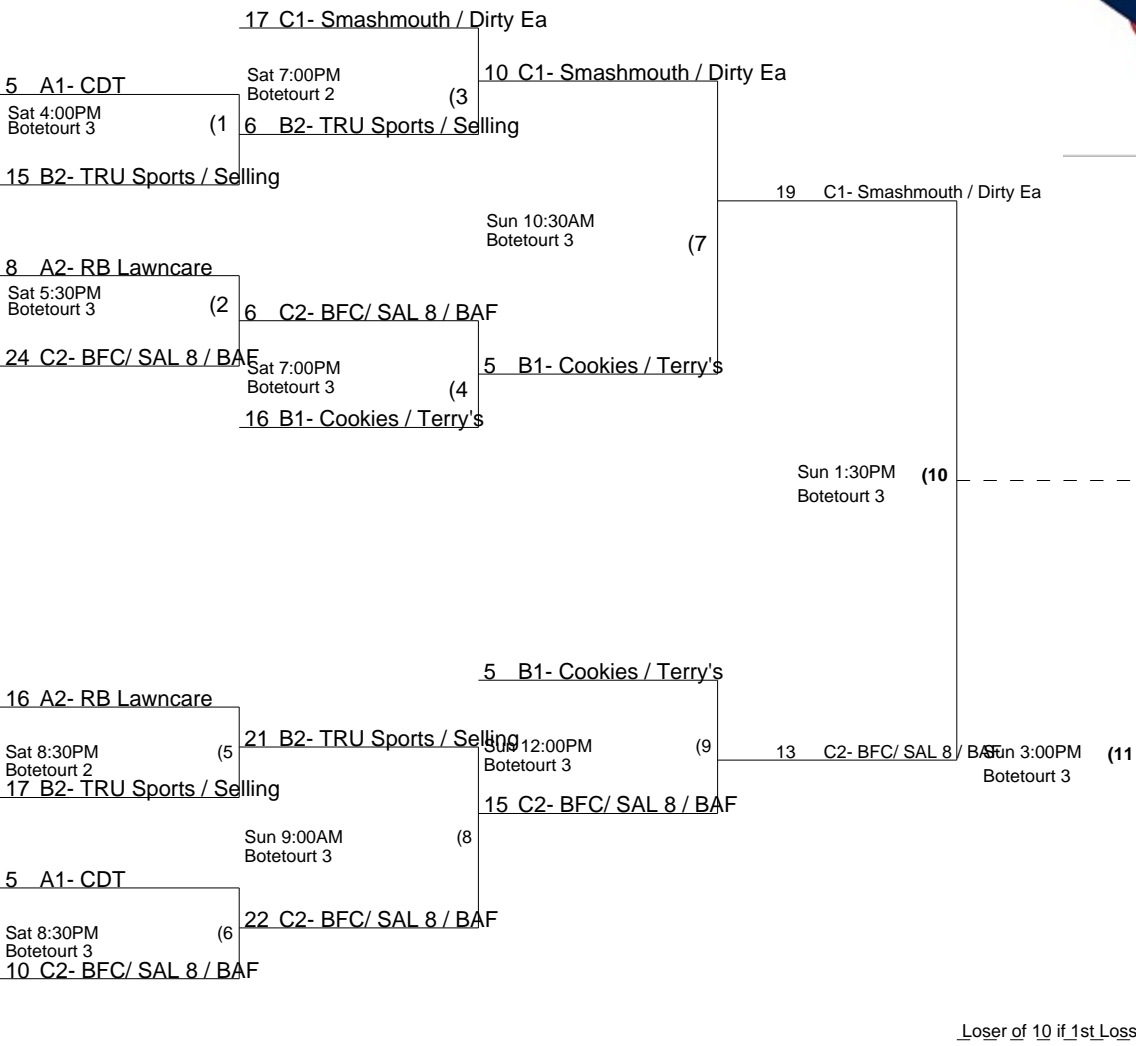 17 C1- Smashmouth / Dirty Ea
5 A1- CDT
Sat 7:00PM
Botetourt 2
(3
10 C1- Smashmouth / Dirty Ea
Sat 4:00PM
Botetourt 3
(1
6 B2- TRU Sports / Selling
15 B2- TRU Sports / Selling
19 C1- Smashmouth / Dirty Ea
Sun 10:30AM
Botetourt 3
(7
8 A2- RB Lawncare
Sat 5:30PM
Botetourt 3
(2
6 C2- BFC/ SAL 8 / BAF
24 C2- BFC/ SAL 8 / BAF
Sat 7:00PM
Botetourt 3
(4
5 B1- Cookies / Terry's
16 B1- Cookies / Terry's
Sun 1:30PM
Botetourt 3
(10
5 B1- Cookies / Terry's
16 A2- RB Lawncare
21 B2- TRU Sports / Selling
Sat 8:30PM
Botetourt 2
(5
Sun 12:00PM
Botetourt 3
(9
13 C2- BFC/ SAL 8 / BAF
Sun 3:00PM
Botetourt 3
(11
17 B2- TRU Sports / Selling
15 C2- BFC/ SAL 8 / BAF
Sun 9:00AM
Botetourt 3
(8
5 A1- CDT
22 C2- BFC/ SAL 8 / BAF
Sat 8:30PM
Botetourt 3
(6
10 C2- BFC/ SAL 8 / BAF
Loser of 10 if 1st Loss